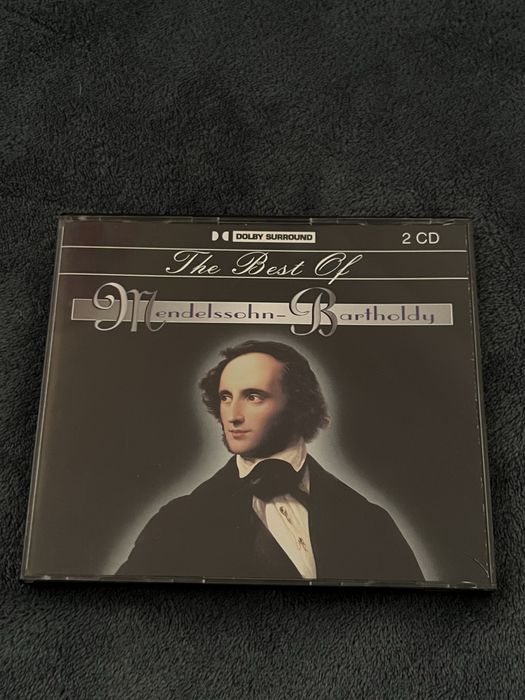 DOLBY SURROUND
2 CD
The Best Of
Mendelssohn-Bartholdy